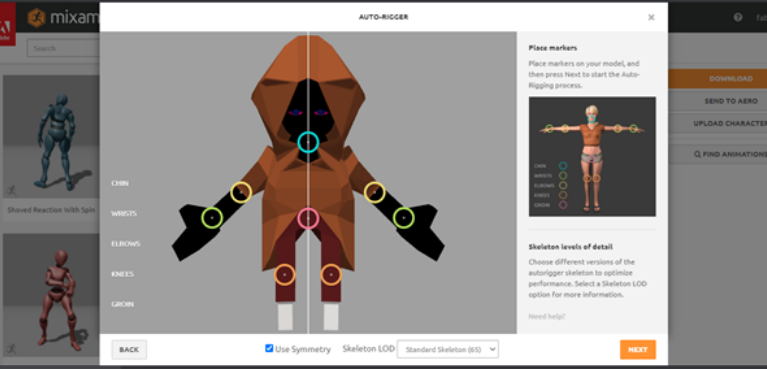 mixam
AUTO-RIGGER
×
Search
Shoved Reaction With Spin
CHIN
WRISTS
ELBOWS
KNEES
GROIN
Place markers
Place markers on your model, and
then press Next to start the Auto-
Rigging process.
CHIN
WRISTS
ELBOWS
KNEES
GROIN
Skeleton levels of detail
Choose different versions of the
autorigger skeleton to optimize
performance. Select a Skeleton LOD
option for more information.
Need help?
BACK
Use Symmetry
Skeleton LOD
Standard Skeleton (65)
NEXT
DOWNLOAD
SEND TO AERO
UPLOAD CHARACTE
FIND ANIMATIONS